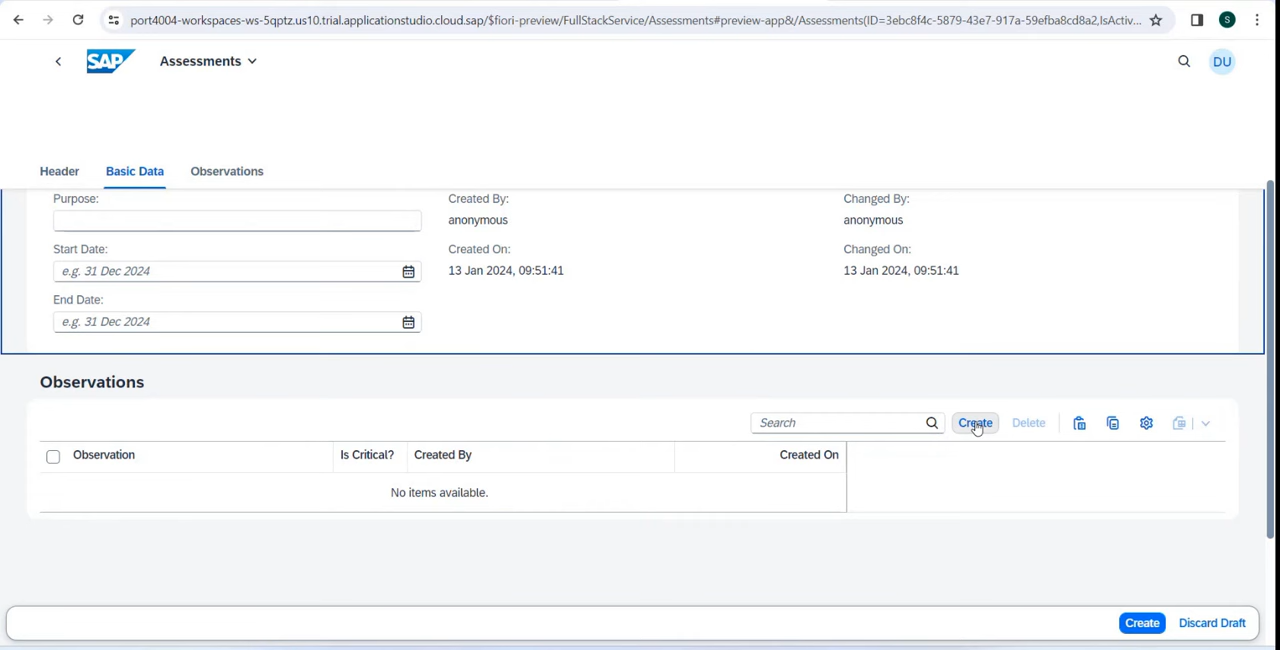 port4004-workspaces-ws-5qptz.us10.trial.applicationstudio.cloud.sap/$fiori-preview/FullStackService/Assessments#preview-app&/Assessments(ID=3ebc8f4c-5879-43e7-917a-59efba8cd8a2,IsActiv...
S
SAP Assessments
DU
Header Basic Data Observations
Purpose: Created By: Changed By:
anonymous anonymous
Start Date: Created On: Changed On:
e.g. 31 Dec 2024 13 Jan 2024, 09:51:41 13 Jan 2024, 09:51:41
End Date:
e.g. 31 Dec 2024
Observations
Search Create Delete
Observation Is Critical? Created By Created On
No items available.
Create Discard Draft